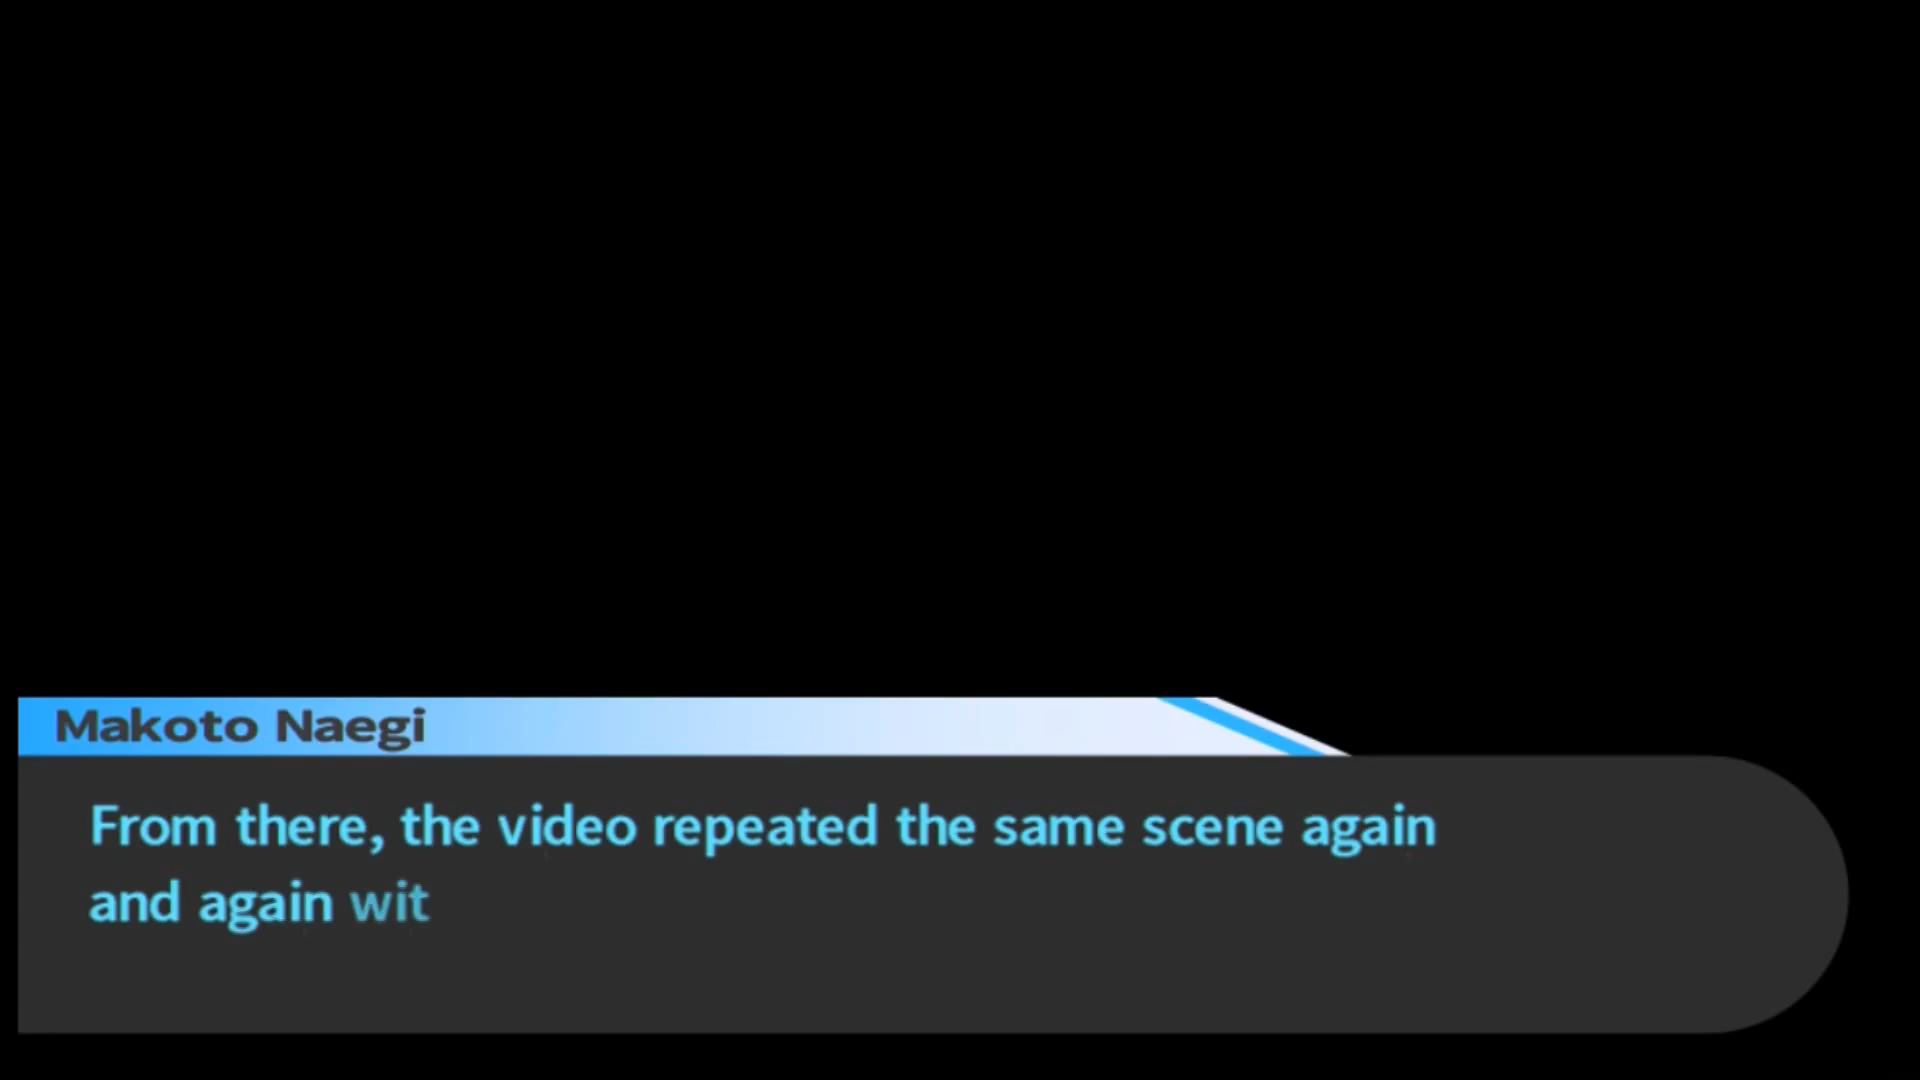 Makoto Naegi
From there, the video repeated the same scene again
and again wit